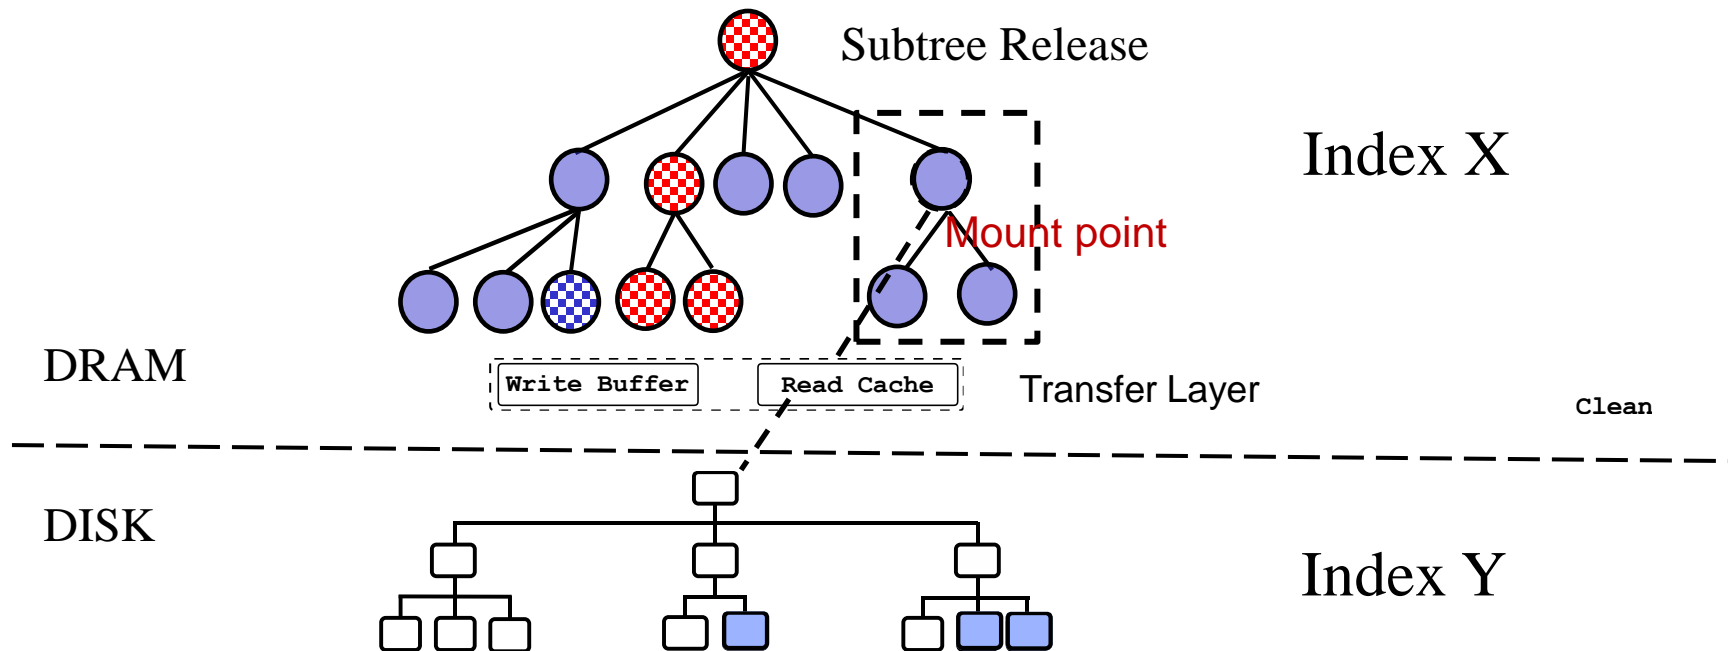 Subtree Release
Index X
Mount point
DRAM
Write Buffer
Read Cache
Transfer Layer
Clean
DISK
Index Y